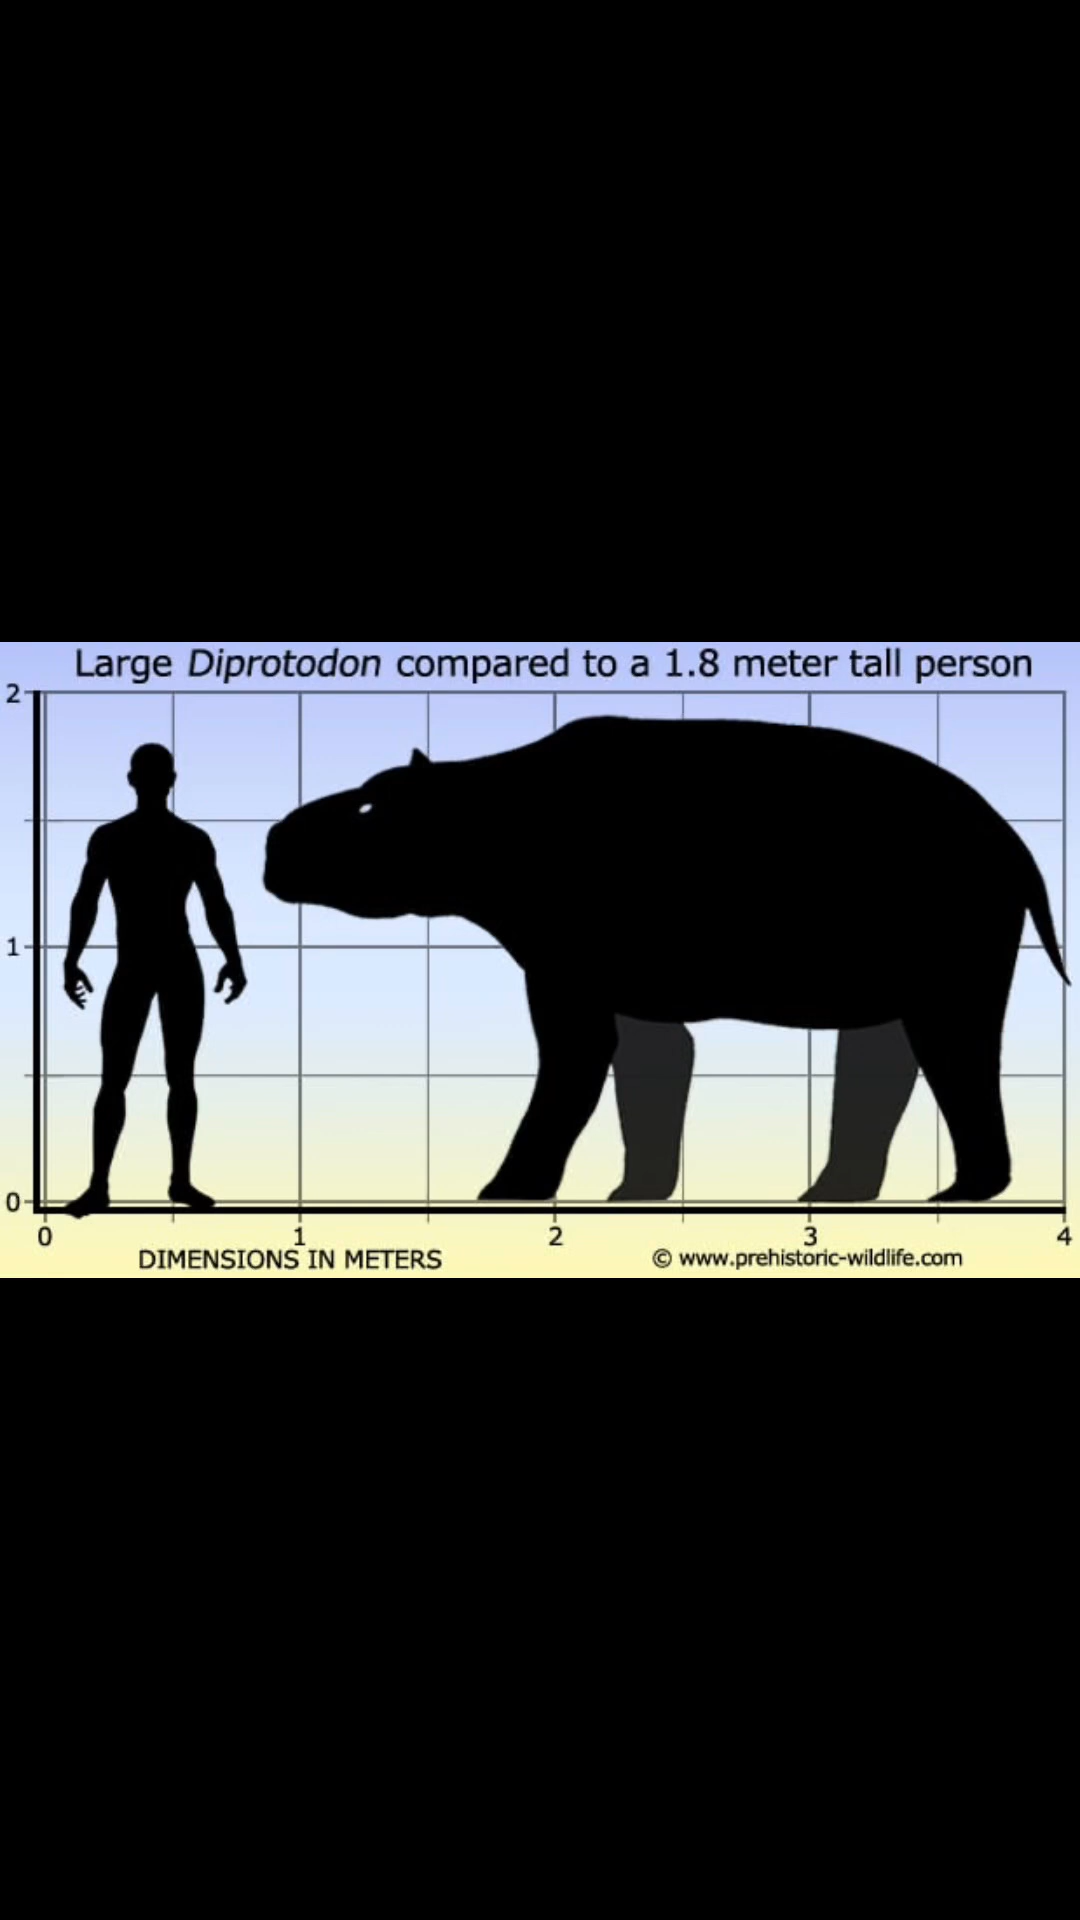 Large Diprotodon compared to a 1.8 meter tall person
2
1
0
0 1 2 3 4
DIMENSIONS IN METERS © www.prehistoric-wildlife.com